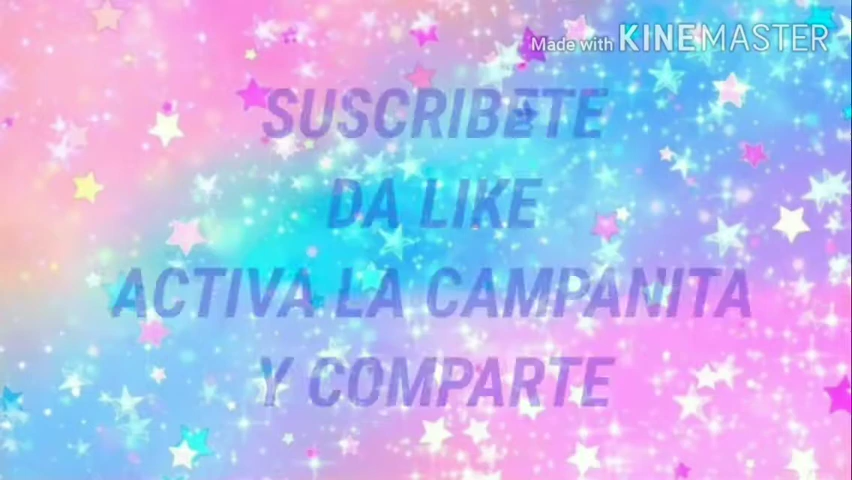 Made with KINEMASTER
SUSCRIBETE
DA LIKE
ACTIVA LA CAMPANITA
Y COMPARTE